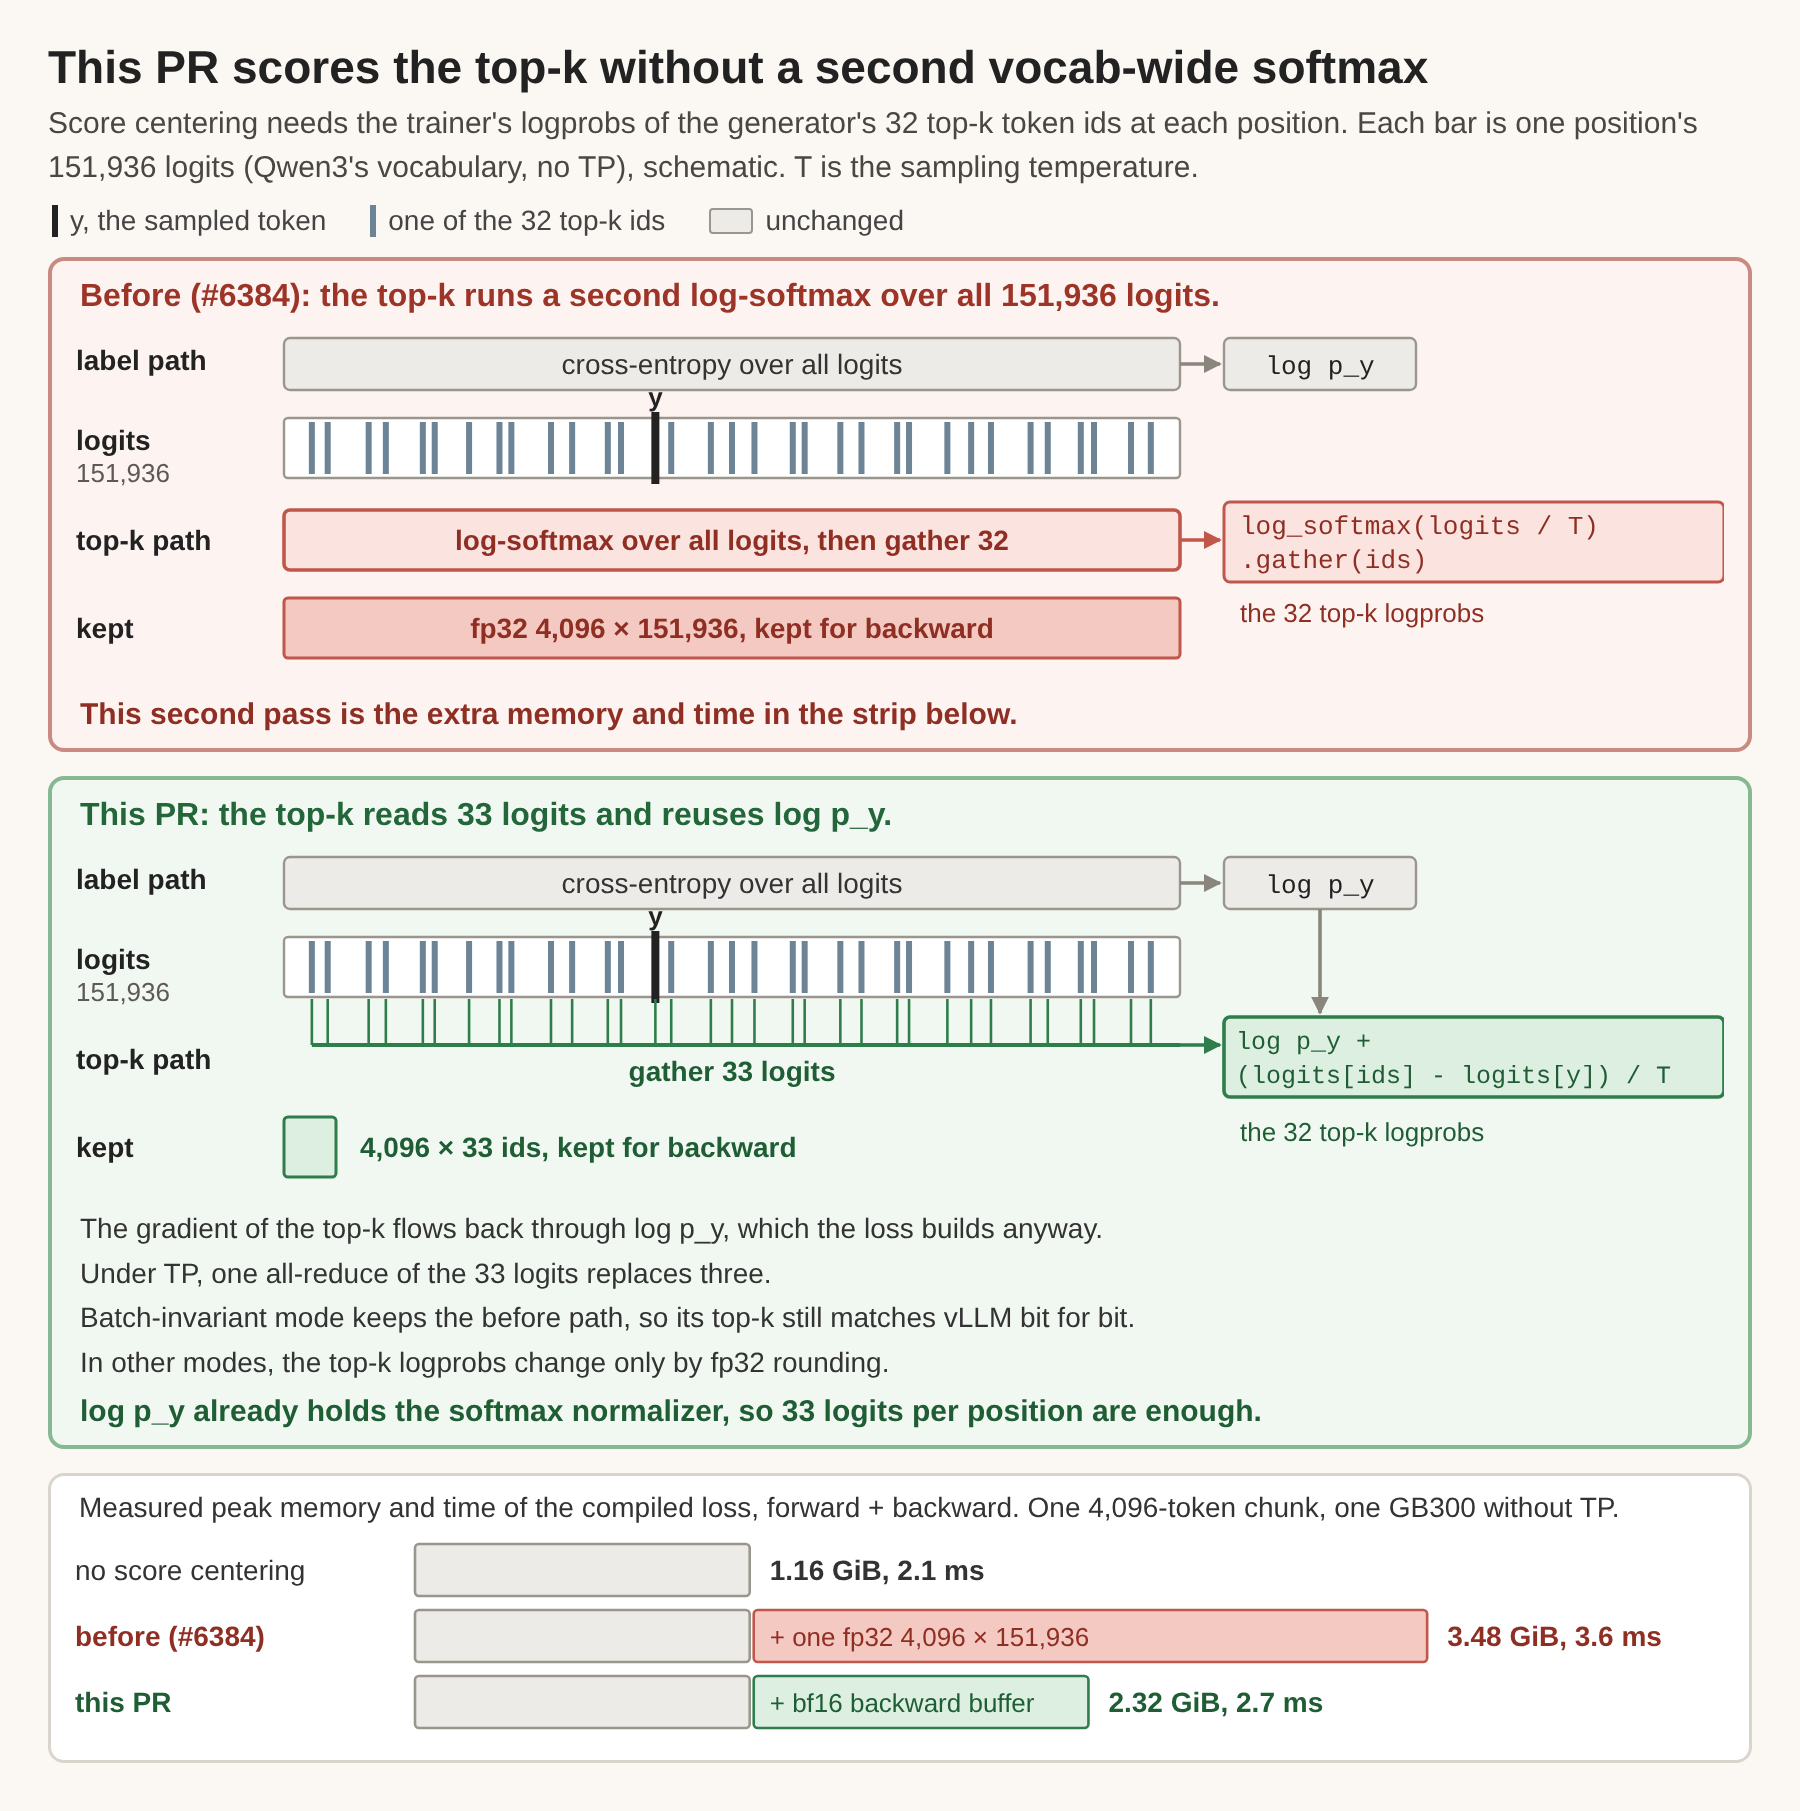 This PR scores the top-k without a second vocab-wide softmax
Score centering needs the trainer's logprobs of the generator's 32 top-k token ids at each position. Each bar is one position's
151,936 logits (Qwen3's vocabulary, no TP), schematic. T is the sampling temperature.
y, the sampled token one of the 32 top-k ids unchanged
Before (#6384): the top-k runs a second log-softmax over all 151,936 logits.
label path cross-entropy over all logits log p_y
y
logits
151,936
top-k path log-softmax over all logits, then gather 32 log_softmax(logits / T)
.gather(ids)
the 32 top-k logprobs
kept fp32 4,096 × 151,936, kept for backward
This second pass is the extra memory and time in the strip below.
This PR: the top-k reads 33 logits and reuses log p_y.
label path cross-entropy over all logits log p_y
y
logits
151,936
top-k path gather 33 logits log p_y +
(logits[ids] - logits[y]) / T
the 32 top-k logprobs
kept 4,096 × 33 ids, kept for backward
The gradient of the top-k flows back through log p_y, which the loss builds anyway.
Under TP, one all-reduce of the 33 logits replaces three.
Batch-invariant mode keeps the before path, so its top-k still matches vLLM bit for bit.
In other modes, the top-k logprobs change only by fp32 rounding.
log p_y already holds the softmax normalizer, so 33 logits per position are enough.
Measured peak memory and time of the compiled loss, forward + backward. One 4,096-token chunk, one GB300 without TP.
no score centering 1.16 GiB, 2.1 ms
before (#6384) + one fp32 4,096 × 151,936 3.48 GiB, 3.6 ms
this PR + bf16 backward buffer 2.32 GiB, 2.7 ms